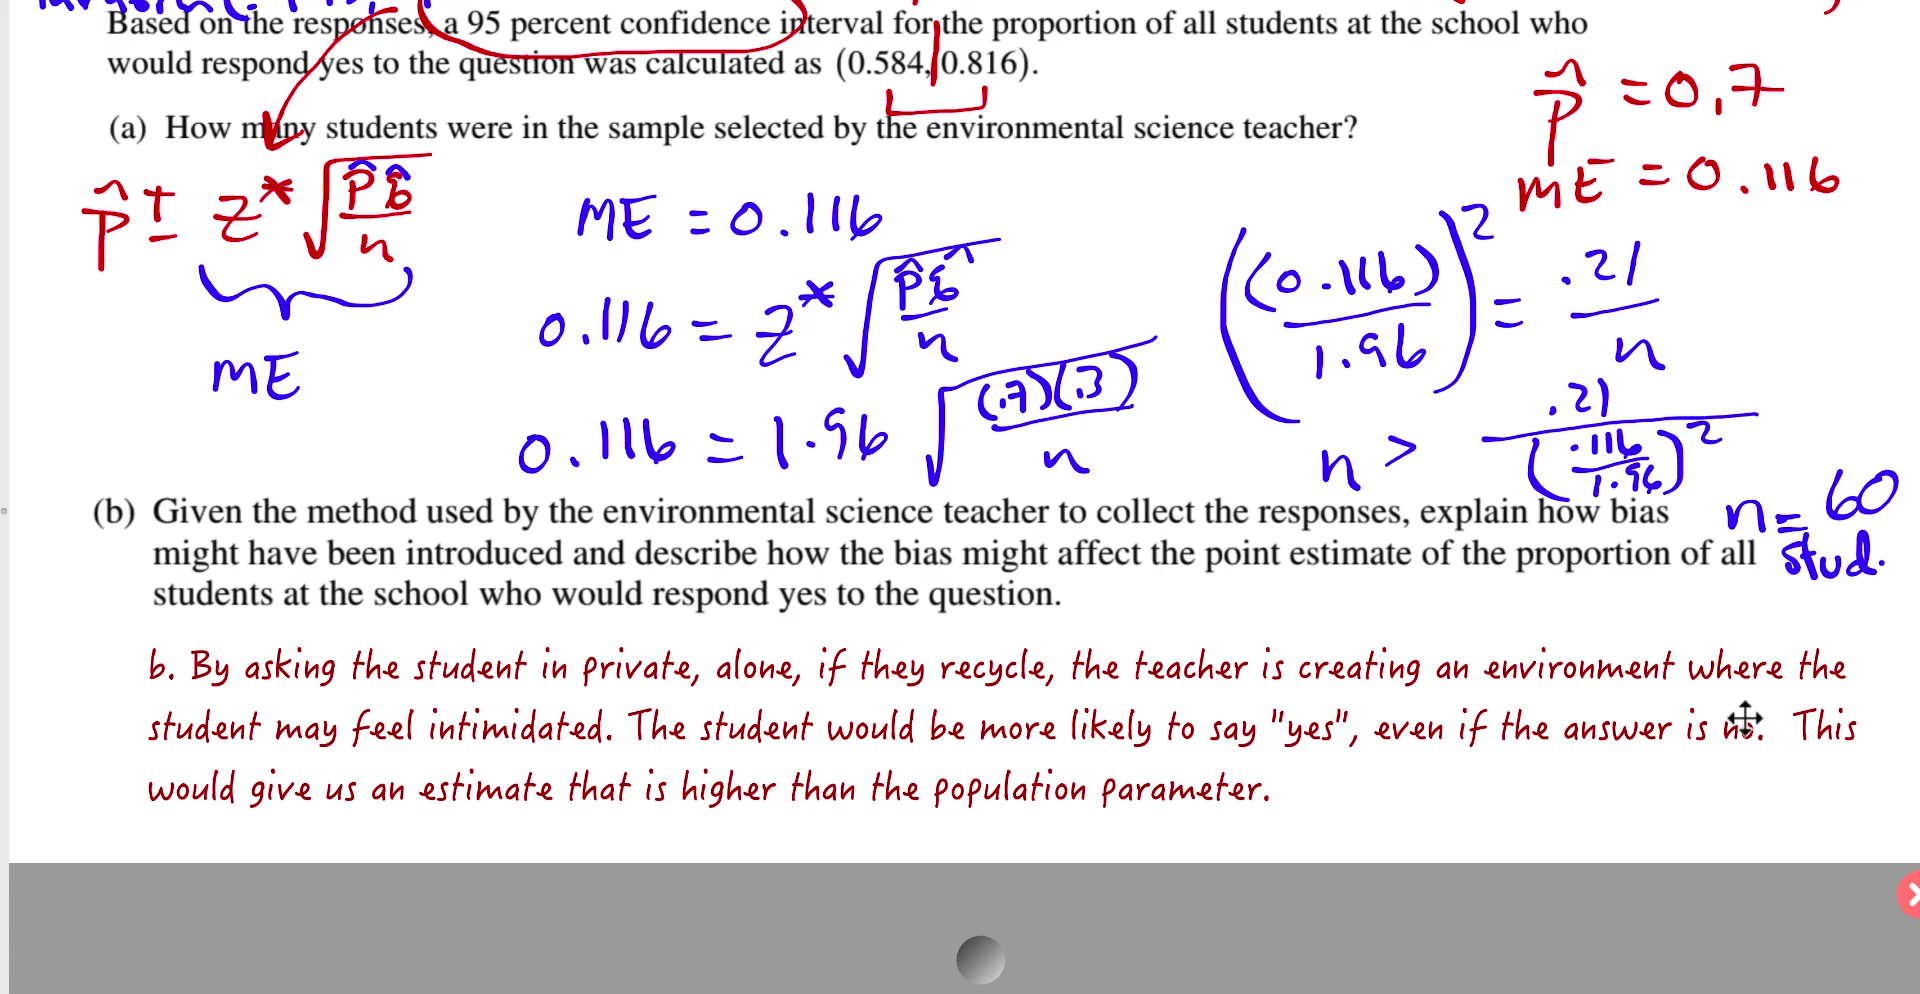 Based on the responses, a 95 percent confidence interval for the proportion of all students at the school who
would respond yes to the question was calculated as (0.584, 0.816).
p̂ = 0.7
(a) How many students were in the sample selected by the environmental science teacher?
ME = 0.116
p̂ ± z* √(p̂q̂/n)
ME
ME = 0.116
0.116 = z* √(p̂q̂/n)
0.116 = 1.96 √((.7)(.3)/n)
((0.116)/1.96)² = .21/n
n > .21/(.116/1.96)²
n = 60
stud.
(b) Given the method used by the environmental science teacher to collect the responses, explain how bias
might have been introduced and describe how the bias might affect the point estimate of the proportion of all
students at the school who would respond yes to the question.
b. By asking the student in private, alone, if they recycle, the teacher is creating an environment where the
student may feel intimidated. The student would be more likely to say "yes", even if the answer is no. This
would give us an estimate that is higher than the population parameter.